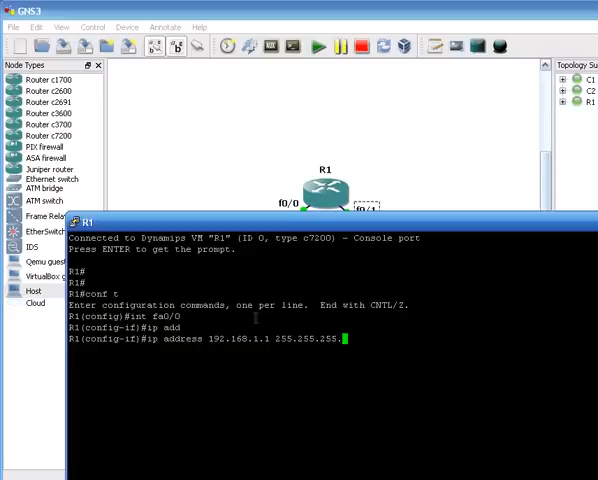 GNS3
File Edit View Control Device Annotate Help
Node Types
Topology Su
Router c1700
Router c2600
Router c2691
Router c3600
Router c3700
Router c7200
PIX firewall
ASA firewall
Juniper router
Ethernet switch
ATM bridge
ATM switch
Frame Rela
EtherSwitch
IDS
Qemu guest
VirtualBox g
Host
Cloud
C1
C2
R1
R1
f0/0
f0/1
R1
Connected to Dynamips VM "R1" (ID 0, type c7200) - Console port
Press ENTER to get the prompt.
R1#
R1#
R1#conf t
Enter configuration commands, one per line. End with CNTL/Z.
R1(config)#int fa0/0
R1(config-if)#ip add
R1(config-if)#ip address 192.168.1.1 255.255.255.